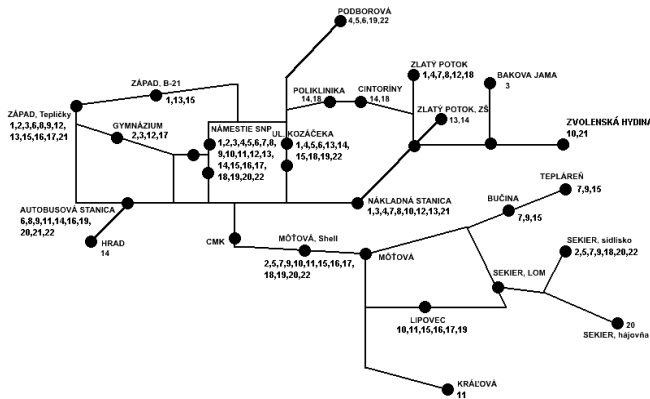 PODBOROVÁ
4,5,6,19,22
ZÁPAD, B-21
1,13,15
POLIKLINIKA
14,18
CINTORÍNY
14,18
ZLATÝ POTOK
1,4,7,8,12,18
BAKOVA JAMA
3
ZÁPAD, Tepličky
1,2,3,6,8,9,12,
13,15,16,17,21
GYMNÁZIUM
2,3,12,17
NÁMESTIE SNP
1,2,3,4,5,6,7,8,
9,10,11,12,13,
14,15,16,17,
18,19,20,22
UL. KOZÁČEKA
1,4,5,6,13,14,
15,18,19,22
ZLATÝ POTOK, ZŠ
13,14
ZVOLENSKÁ HYDINA
10,21
AUTOBUSOVÁ STANICA
6,8,9,11,14,16,19,
20,21,22
HRAD
14
NÁKLADNÁ STANICA
1,3,4,7,8,10,12,13,21
TEPLÁREŇ
7,9,15
BUČINA
7,9,15
CMK
MÔŤOVÁ, Shell
2,5,7,9,10,11,15,16,17,
18,19,20,22
MÔŤOVÁ
SEKIER, sídlisko
2,5,7,9,18,20,22
SEKIER, LOM
LIPOVEC
10,11,15,16,17,19
20
SEKIER, hájovňa
KRÁĽOVÁ
11